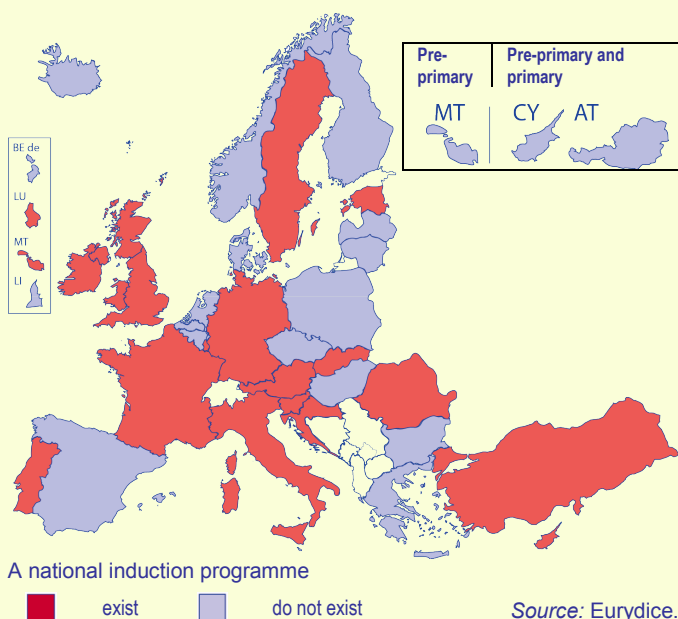 Pre-primary
Pre-primary and primary
MT
CY
AT
BE de
LU
MT
LI
A national induction programme
exist
do not exist
Source: Eurydice.